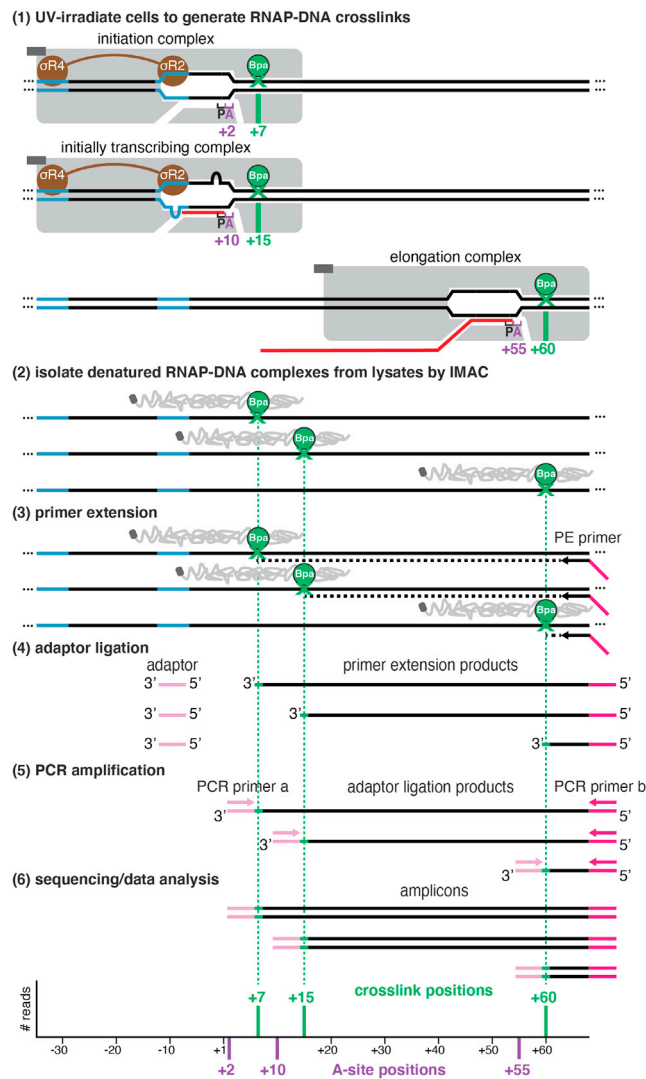 (1) UV-irradiate cells to generate RNAP-DNA crosslinks
initiation complex
σR4 σR2 Bpa
... ...
P A
+2 +7
initially transcribing complex
σR4 σR2 Bpa
... ...
P A
+10 +15
elongation complex
Bpa
... ...
P A
+55 +60
(2) isolate denatured RNAP-DNA complexes from lysates by IMAC
Bpa
... ...
Bpa
... ...
Bpa
... ...
(3) primer extension
Bpa PE primer
... ...
Bpa
... ...
Bpa
... ...
(4) adaptor ligation
adaptor primer extension products
3’ 5’ 3’ 5’
3’ 5’ 3’ 5’
3’ 5’ 3’ 5’
(5) PCR amplification
PCR primer a adaptor ligation products PCR primer b
3’ 5’
3’ 5’
3’ 5’
(6) sequencing/data analysis
amplicons
# reads
crosslink positions
+7 +15 +60
-30 -20 -10 +1 +20 +30 +40 +50 +60
+2 +10 A-site positions +55